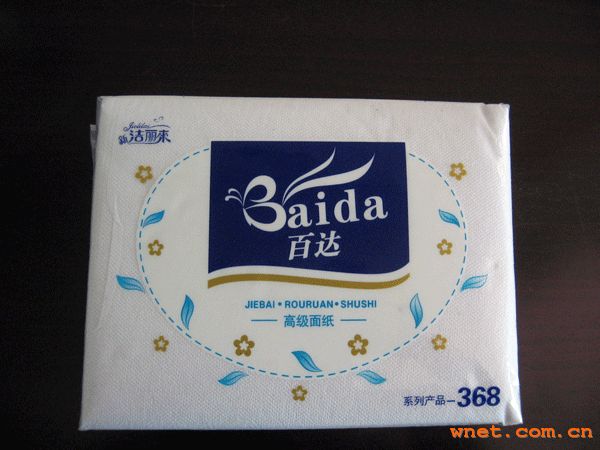 新洁丽来
Baida
百达
JIEBAI • ROURUAN • SHUSHI
— 高级面纸 —
系列产品—368
wnet.com.cn